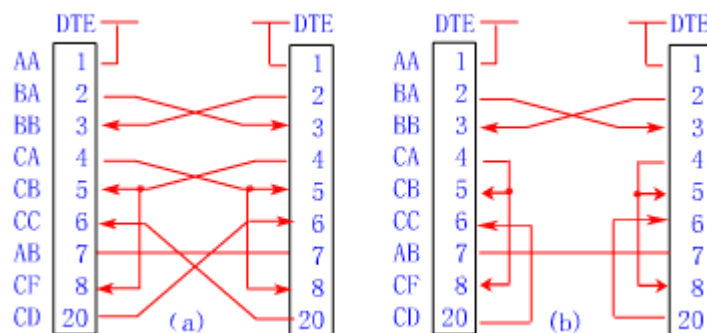 DTE DTE DTE DTE
AA 1 1 AA 1 1
BA 2 2 BA 2 2
BB 3 3 BB 3 3
CA 4 4 CA 4 4
CB 5 5 CB 5 5
CC 6 6 CC 6 6
AB 7 7 AB 7 7
CF 8 8 CF 8 8
CD 20 (a) 20 CD 20 (b) 20